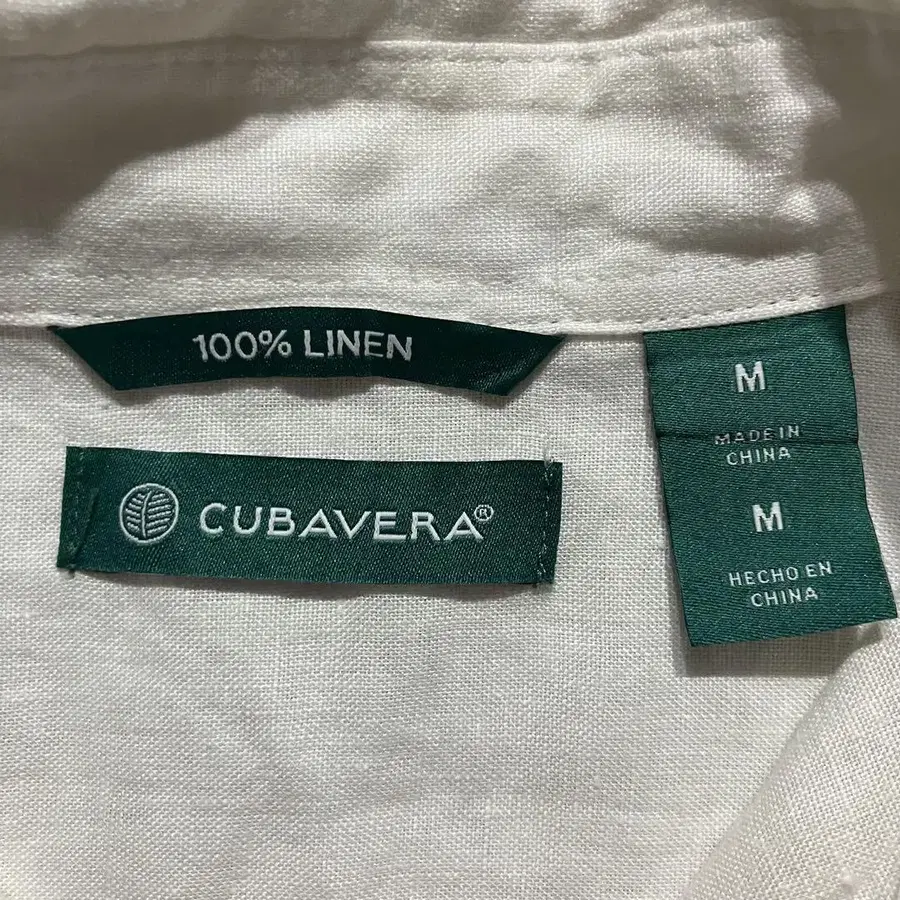 100% LINEN
CUBAVERA®
M
MADE IN
CHINA
M
HECHO EN
CHINA